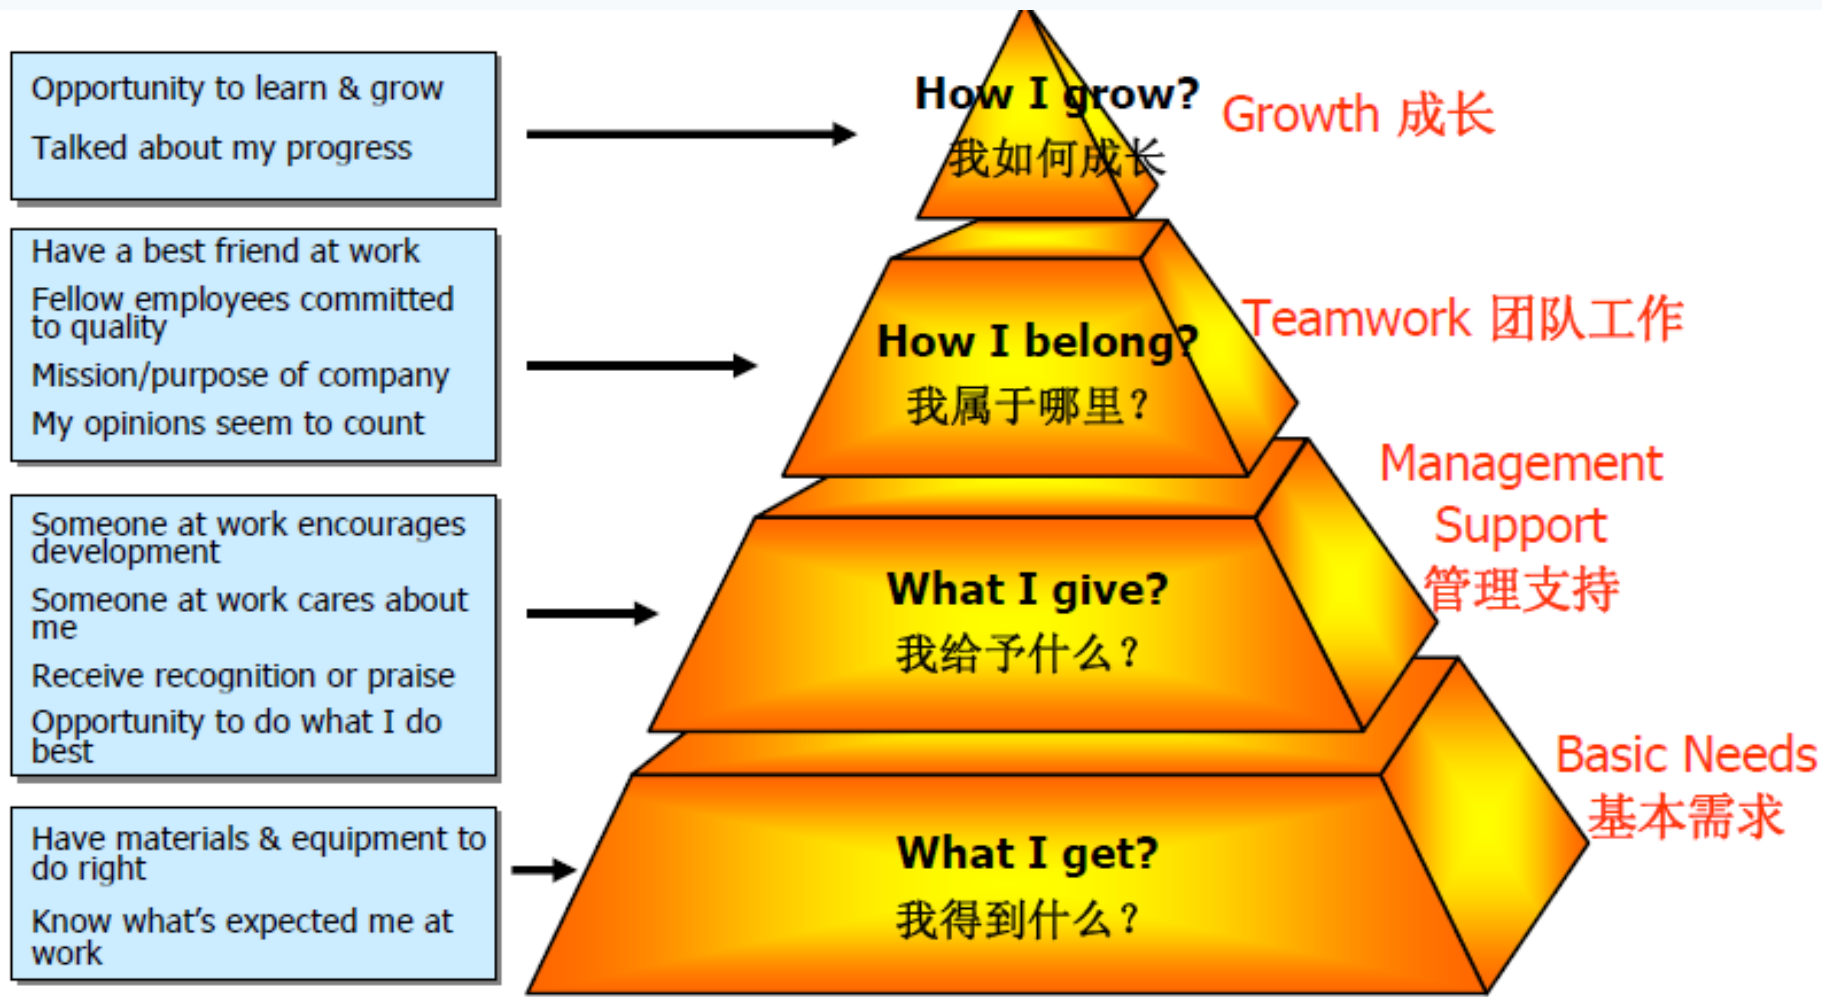 Opportunity to learn & grow
Talked about my progress
How I grow?
我如何成长
Growth 成长
Have a best friend at work
Fellow employees committed
to quality
Mission/purpose of company
My opinions seem to count
How I belong?
我属于哪里？
Teamwork 团队工作
Someone at work encourages
development
Someone at work cares about
me
Receive recognition or praise
Opportunity to do what I do
best
What I give?
我给予什么？
Management
Support
管理支持
Have materials & equipment to
do right
Know what’s expected me at
work
What I get?
我得到什么？
Basic Needs
基本需求